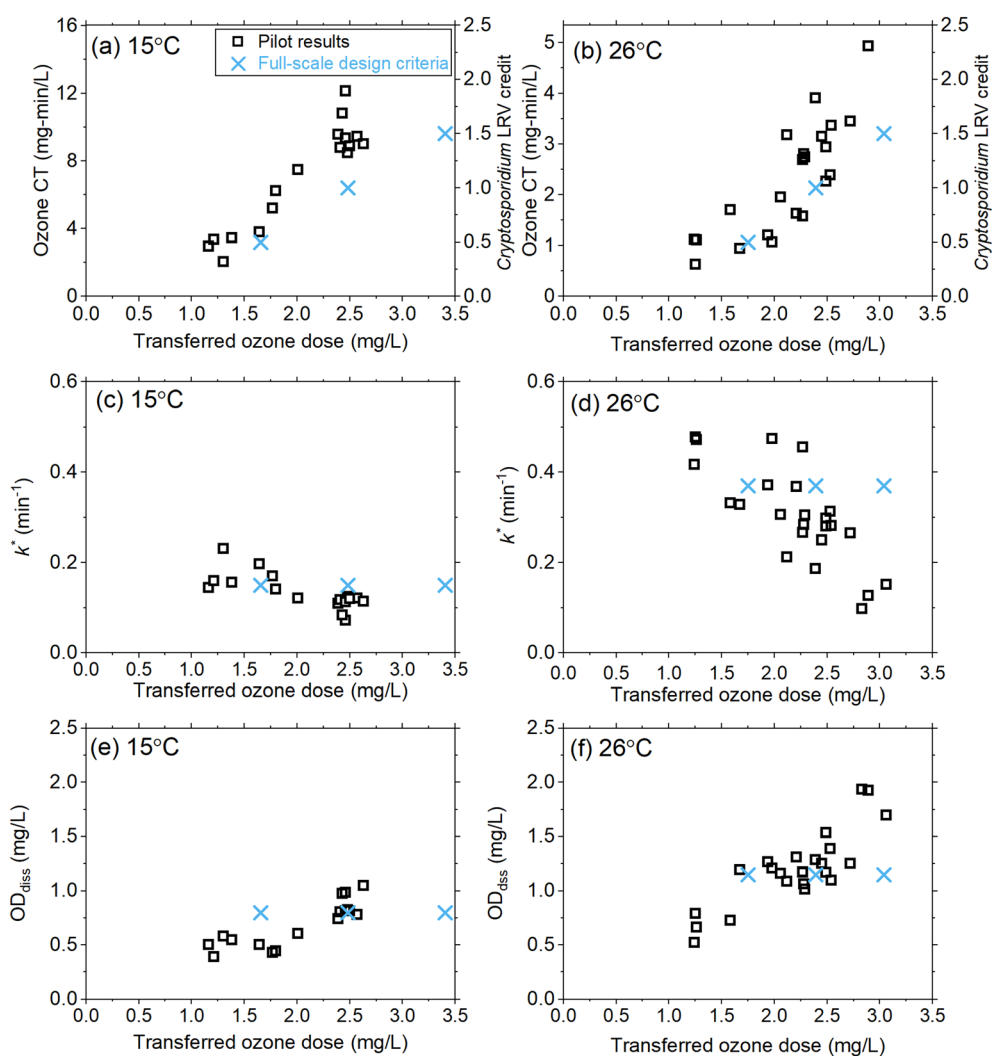 (a) 15°C
Pilot results
Full-scale design criteria
16
12
8
4
0
Ozone CT (mg-min/L)
2.5
2.0
1.5
1.0
0.5
0.0
Cryptosporidium LRV credit
0.0 0.5 1.0 1.5 2.0 2.5 3.0 3.5
Transferred ozone dose (mg/L)
(b) 26°C
5
4
3
2
1
0
Ozone CT (mg-min/L)
2.5
2.0
1.5
1.0
0.5
0.0
Cryptosporidium LRV credit
0.0 0.5 1.0 1.5 2.0 2.5 3.0 3.5
Transferred ozone dose (mg/L)
(c) 15°C
0.6
0.4
0.2
0.0
k* (min-1)
0.0 0.5 1.0 1.5 2.0 2.5 3.0 3.5
Transferred ozone dose (mg/L)
(d) 26°C
0.6
0.4
0.2
0.0
k* (min-1)
0.0 0.5 1.0 1.5 2.0 2.5 3.0 3.5
Transferred ozone dose (mg/L)
(e) 15°C
2.5
2.0
1.5
1.0
0.5
0.0
ODdiss (mg/L)
0.0 0.5 1.0 1.5 2.0 2.5 3.0 3.5
Transferred ozone dose (mg/L)
(f) 26°C
2.5
2.0
1.5
1.0
0.5
0.0
ODdss (mg/L)
0.0 0.5 1.0 1.5 2.0 2.5 3.0 3.5
Transferred ozone dose (mg/L)